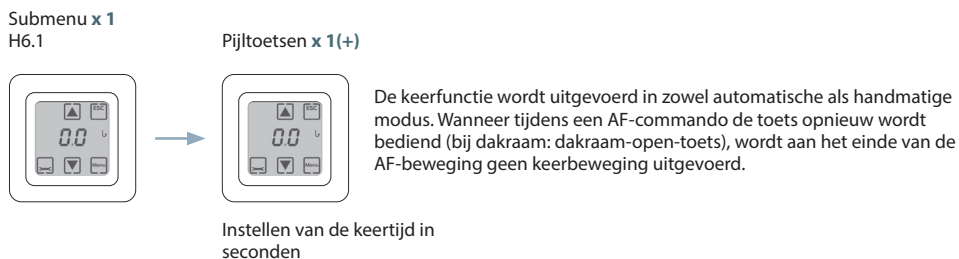 Submenu x 1
H6.1
Pijltoetsen x 1(+)
ESC
0.0
Menu
ESC
0.0
Menu
De keerfunctie wordt uitgevoerd in zowel automatische als handmatige
modus. Wanneer tijdens een AF-commando de toets opnieuw wordt
bediend (bij dakraam: dakraam-open-toets), wordt aan het einde van de
AF-beweging geen keerbeweging uitgevoerd.
Instellen van de keertijd in
seconden